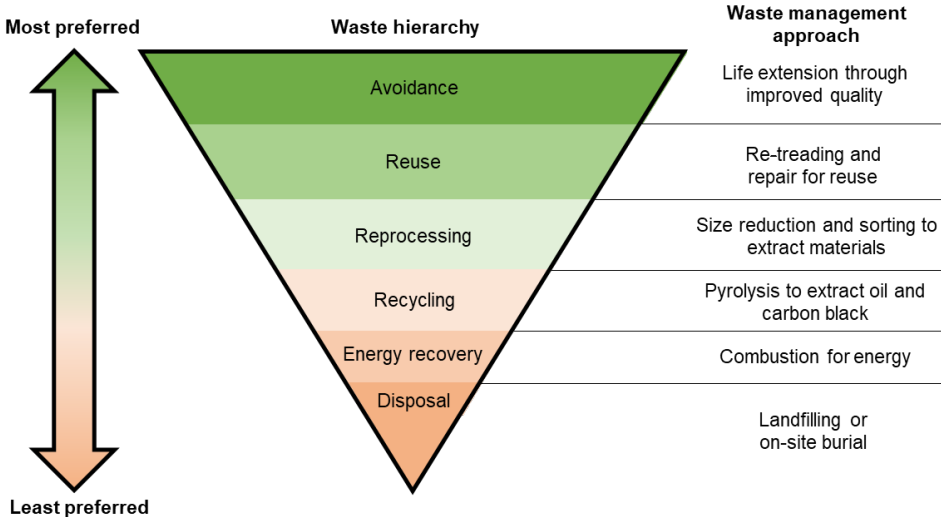 Most preferred
Waste hierarchy
Waste management
approach
Avoidance
Life extension through
improved quality
Reuse
Re-treading and
repair for reuse
Reprocessing
Size reduction and sorting to
extract materials
Recycling
Pyrolysis to extract oil and
carbon black
Energy recovery
Combustion for energy
Disposal
Landfilling or
on-site burial
Least preferred